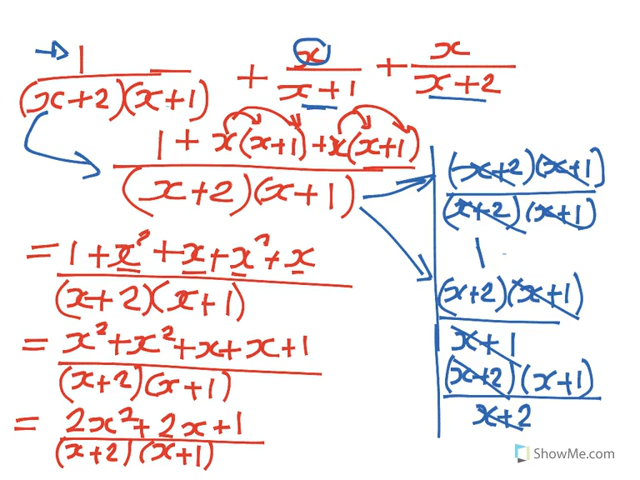 1/((x+2)(x+1)) + x/(x+1) + x/(x+2)
(1 + x(x+1) + x(x+1))/((x+2)(x+1))
= (1 + x² + x + x² + x)/((x+2)(x+1))
= (x² + x² + x + x + 1)/((x+2)(x+1))
= (2x² + 2x + 1)/((x+2)(x+1))
((x+2)(x+1))/((x+2)(x+1))
1
((x+2)(x+1))/(x+1)
((x+2)(x+1))/(x+2)
ShowMe.com